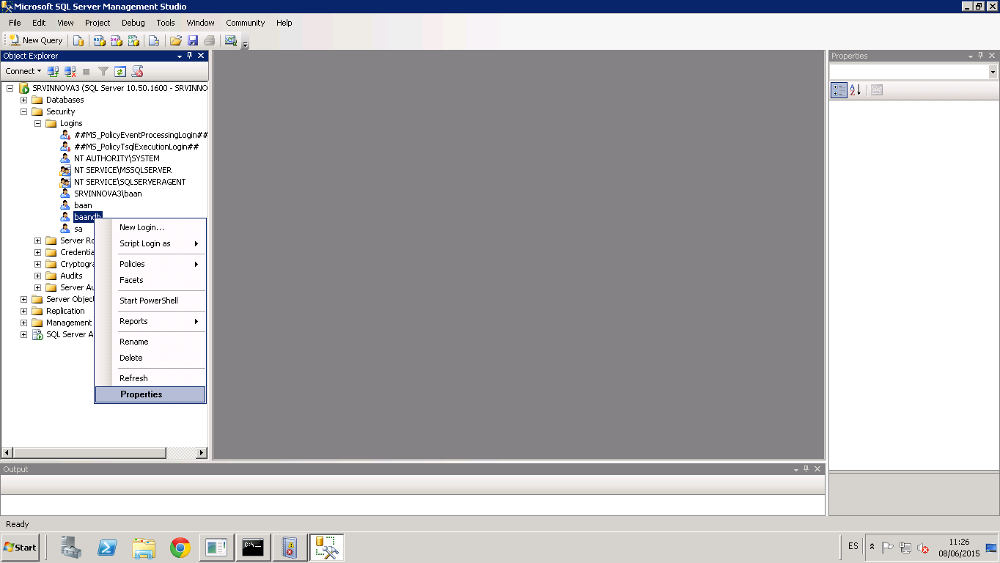 Microsoft SQL Server Management Studio
File Edit View Project Debug Tools Window Community Help
New Query
Object Explorer
Properties
Connect
SRVINNOVA3 (SQL Server 10.50.1600 - SRVINNO
Databases
Security
Logins
##MS_PolicyEventProcessingLogin##
##MS_PolicyTsqlExecutionLogin##
NT AUTHORITY\SYSTEM
NT SERVICE\MSSQLSERVER
NT SERVICE\SQLSERVERAGENT
SRVINNOVA3\baan
baan
baandb
sa
Server Ro
Credentia
Cryptogra
Audits
Server Au
Server Object
Replication
Management
SQL Server A
New Login...
Script Login as
Policies
Facets
Start PowerShell
Reports
Rename
Delete
Refresh
Properties
Output
Ready
Start
C:\_
ES
11:26
08/06/2015